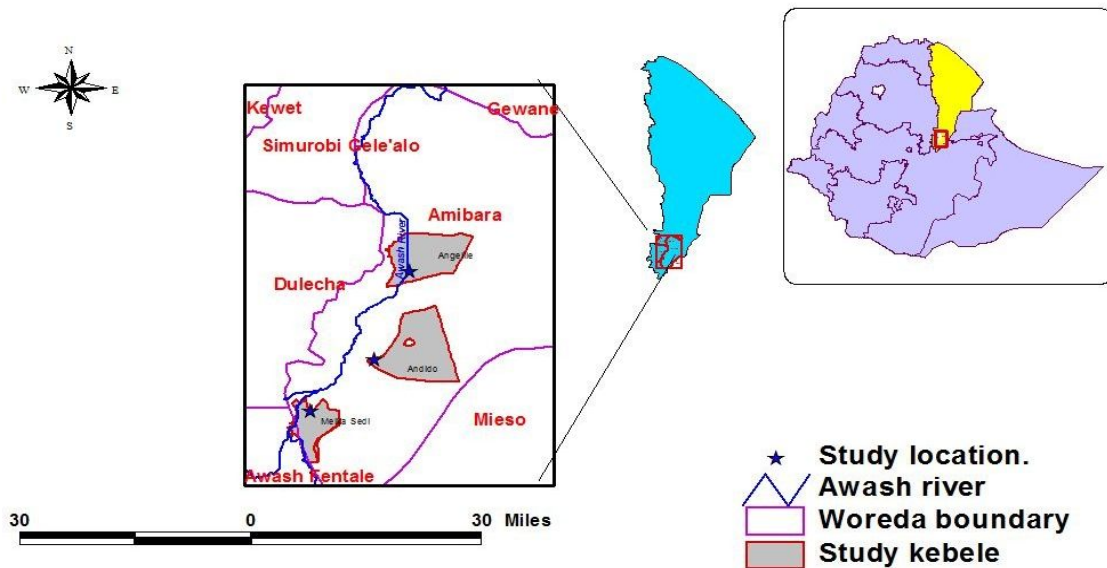 N
W E
S
Kewet
Gewane
Simurobi Gele'alo
Amibara
Awash River
Angelle
Dulecha
Andido
Melka Sedi
Mieso
Awash Fentale
30 0 30 Miles
Study location.
Awash river
Woreda boundary
Study kebele